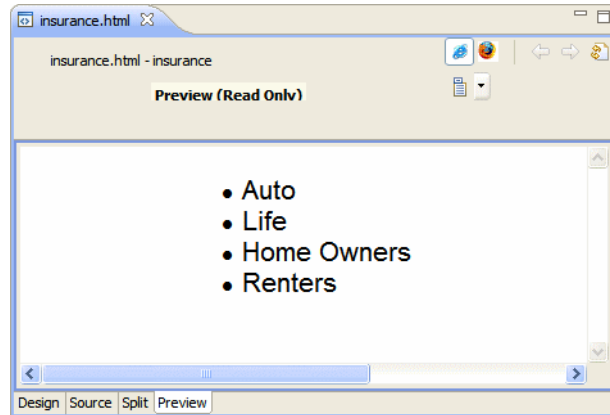 insurance.html
insurance.html - insurance
Preview (Read Only)
• Auto
• Life
• Home Owners
• Renters
Design Source Split Preview